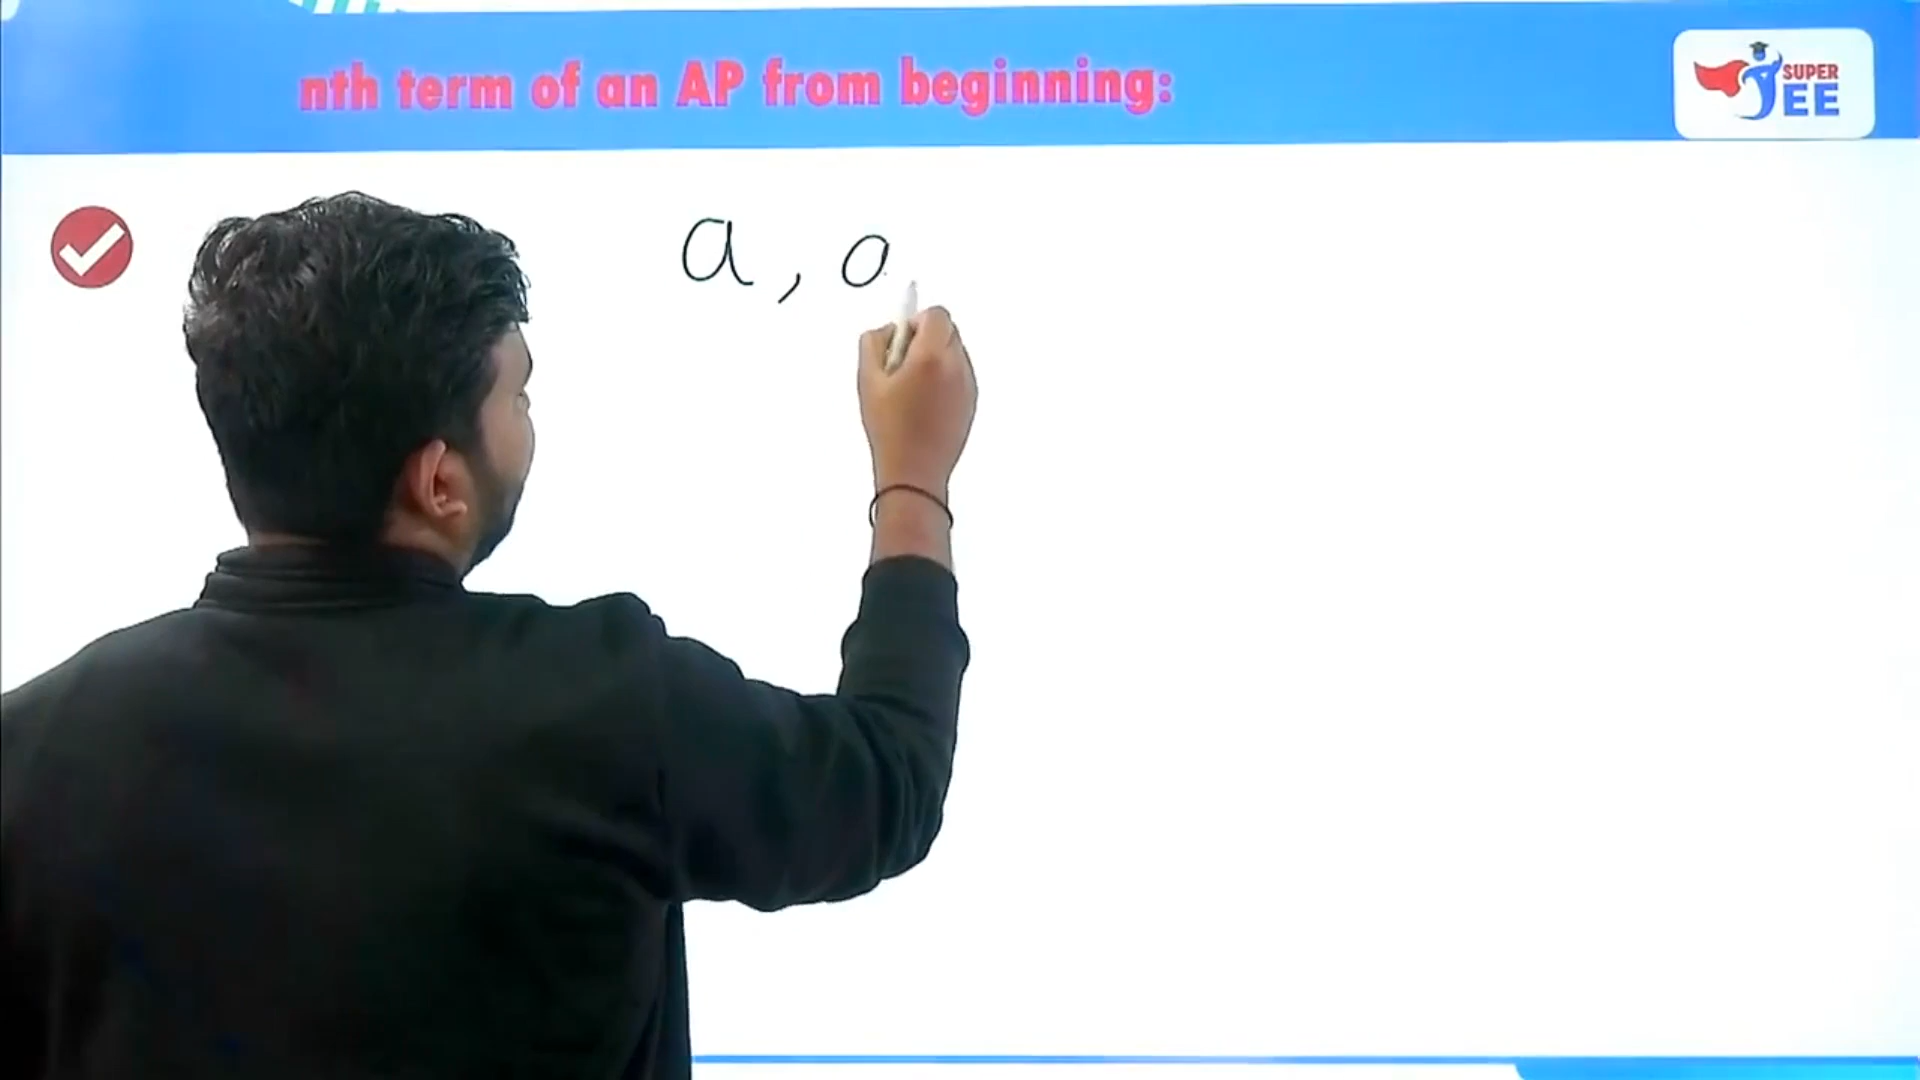 nth term of an AP from beginning:
SUPER
JEE
a, a